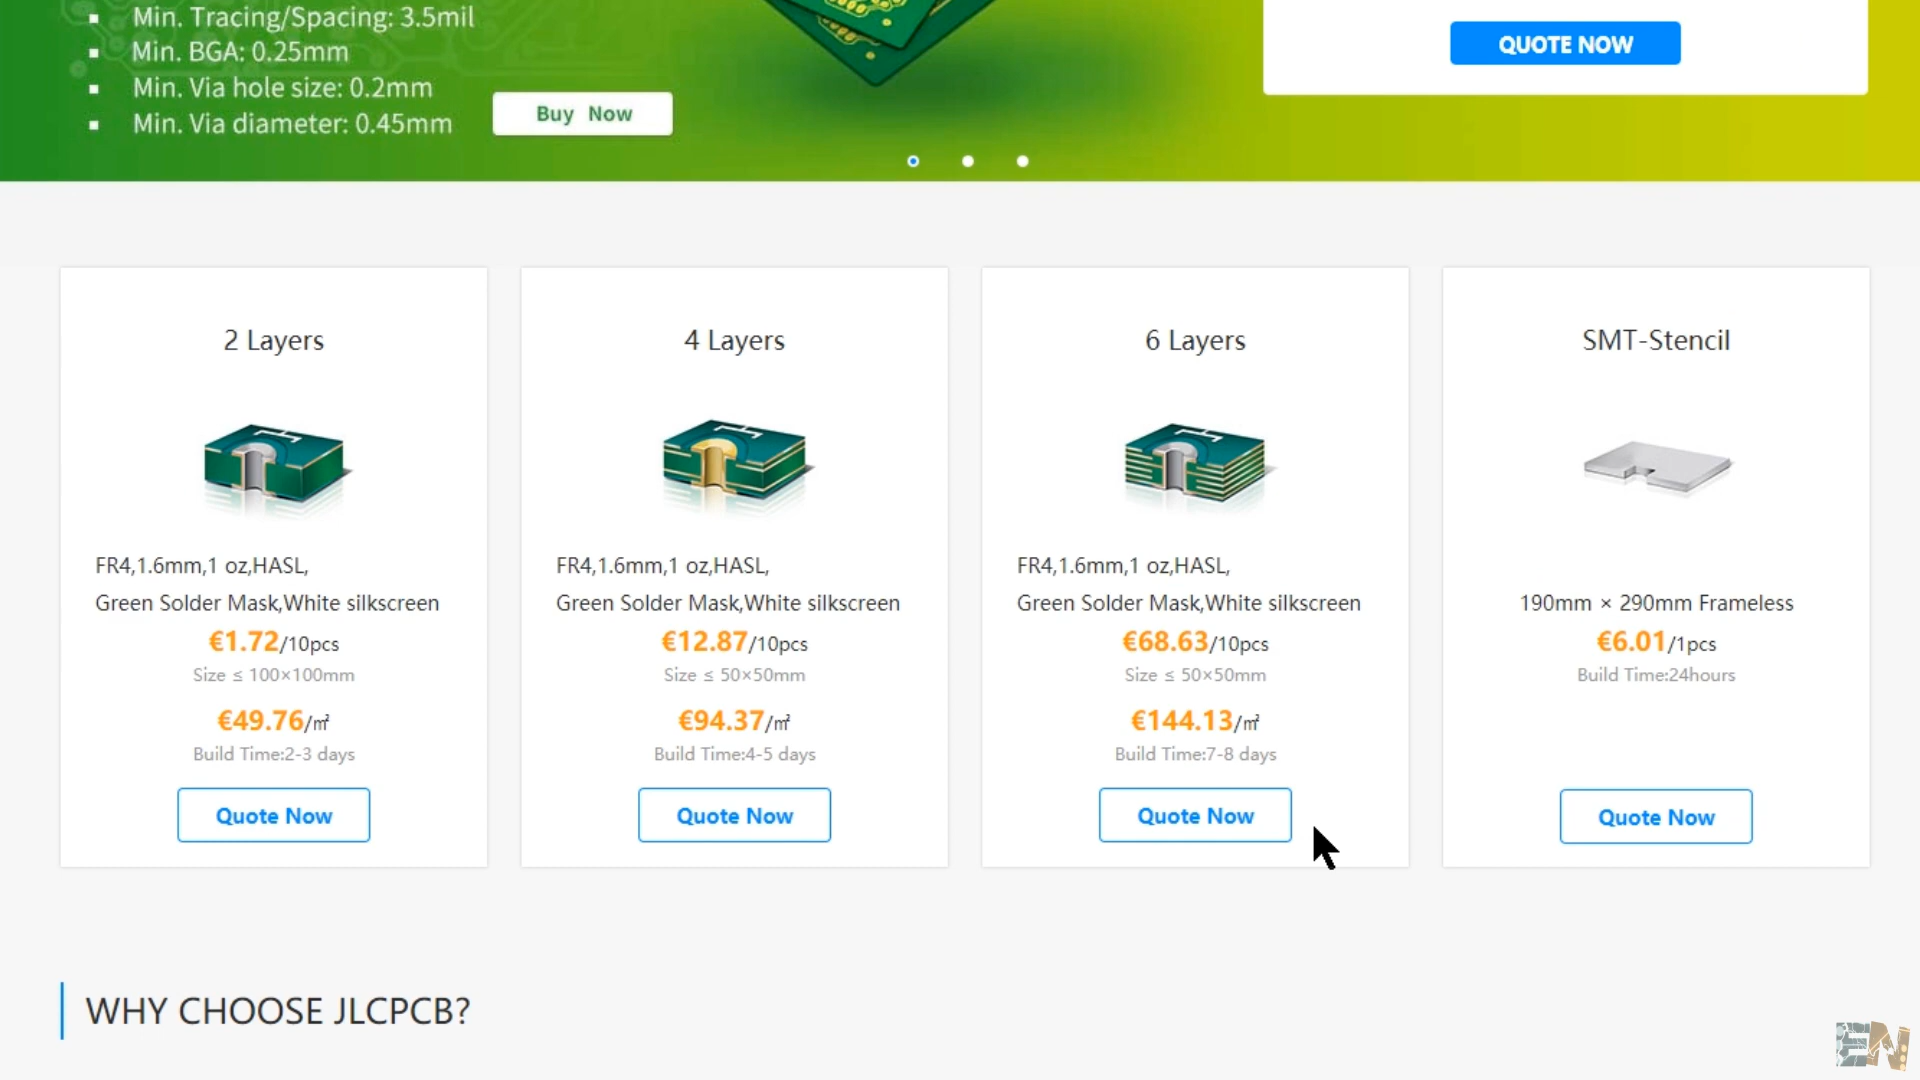 Min. Tracing/Spacing: 3.5mil
Min. BGA: 0.25mm
Min. Via hole size: 0.2mm
Min. Via diameter: 0.45mm
Buy Now
QUOTE NOW
2 Layers
FR4,1.6mm,1 oz,HASL,
Green Solder Mask,White silkscreen
€1.72/10pcs
Size ≤ 100×100mm
€49.76/㎡
Build Time:2-3 days
Quote Now
4 Layers
FR4,1.6mm,1 oz,HASL,
Green Solder Mask,White silkscreen
€12.87/10pcs
Size ≤ 50×50mm
€94.37/㎡
Build Time:4-5 days
Quote Now
6 Layers
FR4,1.6mm,1 oz,HASL,
Green Solder Mask,White silkscreen
€68.63/10pcs
Size ≤ 50×50mm
€144.13/㎡
Build Time:7-8 days
Quote Now
SMT-Stencil
190mm × 290mm Frameless
€6.01/1pcs
Build Time:24hours
Quote Now
WHY CHOOSE JLCPCB?
EN